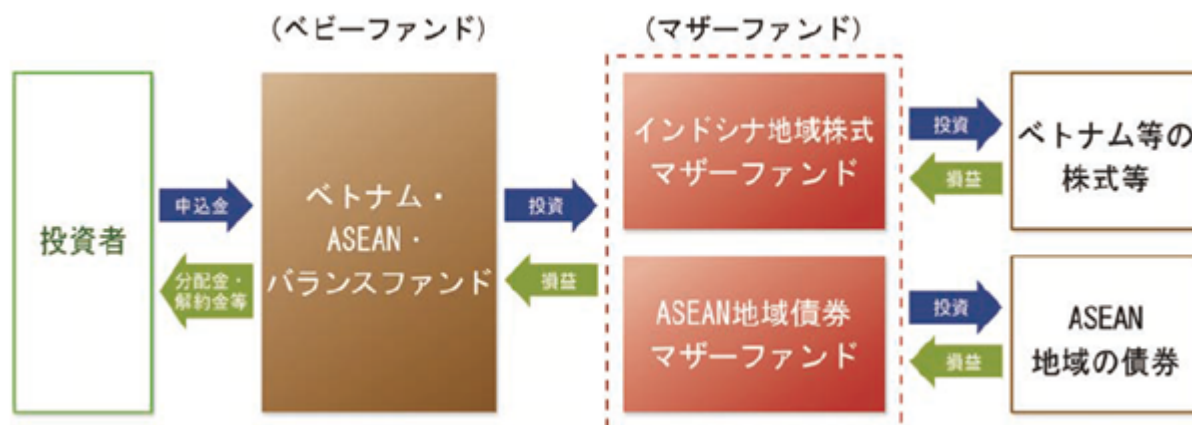 (ベビーファンド)
(マザーファンド)
投資者
申込金
分配金・
解約金等
ベトナム・
ASEAN・
バランスファンド
投資
損益
インドシナ地域株式
マザーファンド
ASEAN地域債券
マザーファンド
投資
損益
ベトナム等の
株式等
投資
損益
ASEAN
地域の債券